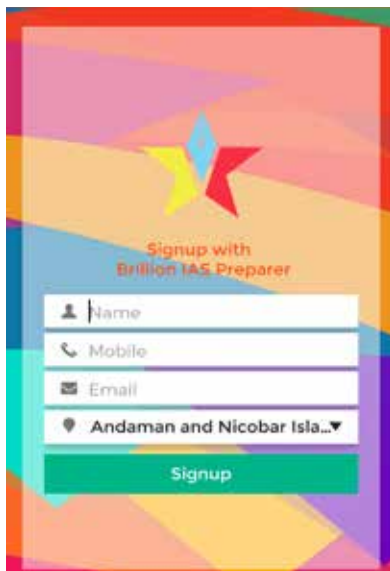 Signup with
Brillion IAS Preparer
Name
Mobile
Email
Andaman and Nicobar Isla...
Signup